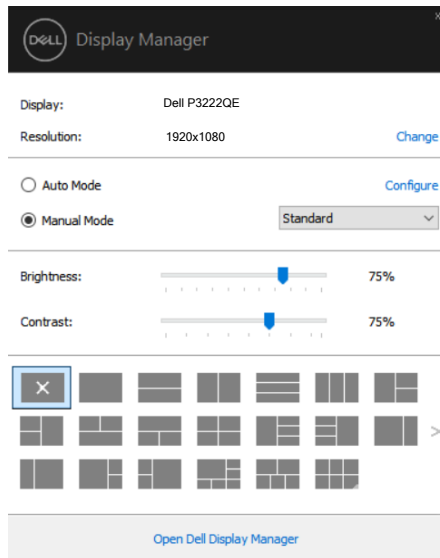 DELL Display Manager
Display: Dell P3222QE
Resolution: 1920x1080 Change
Auto Mode Configure
Manual Mode Standard
Brightness: 75%
Contrast: 75%
Open Dell Display Manager